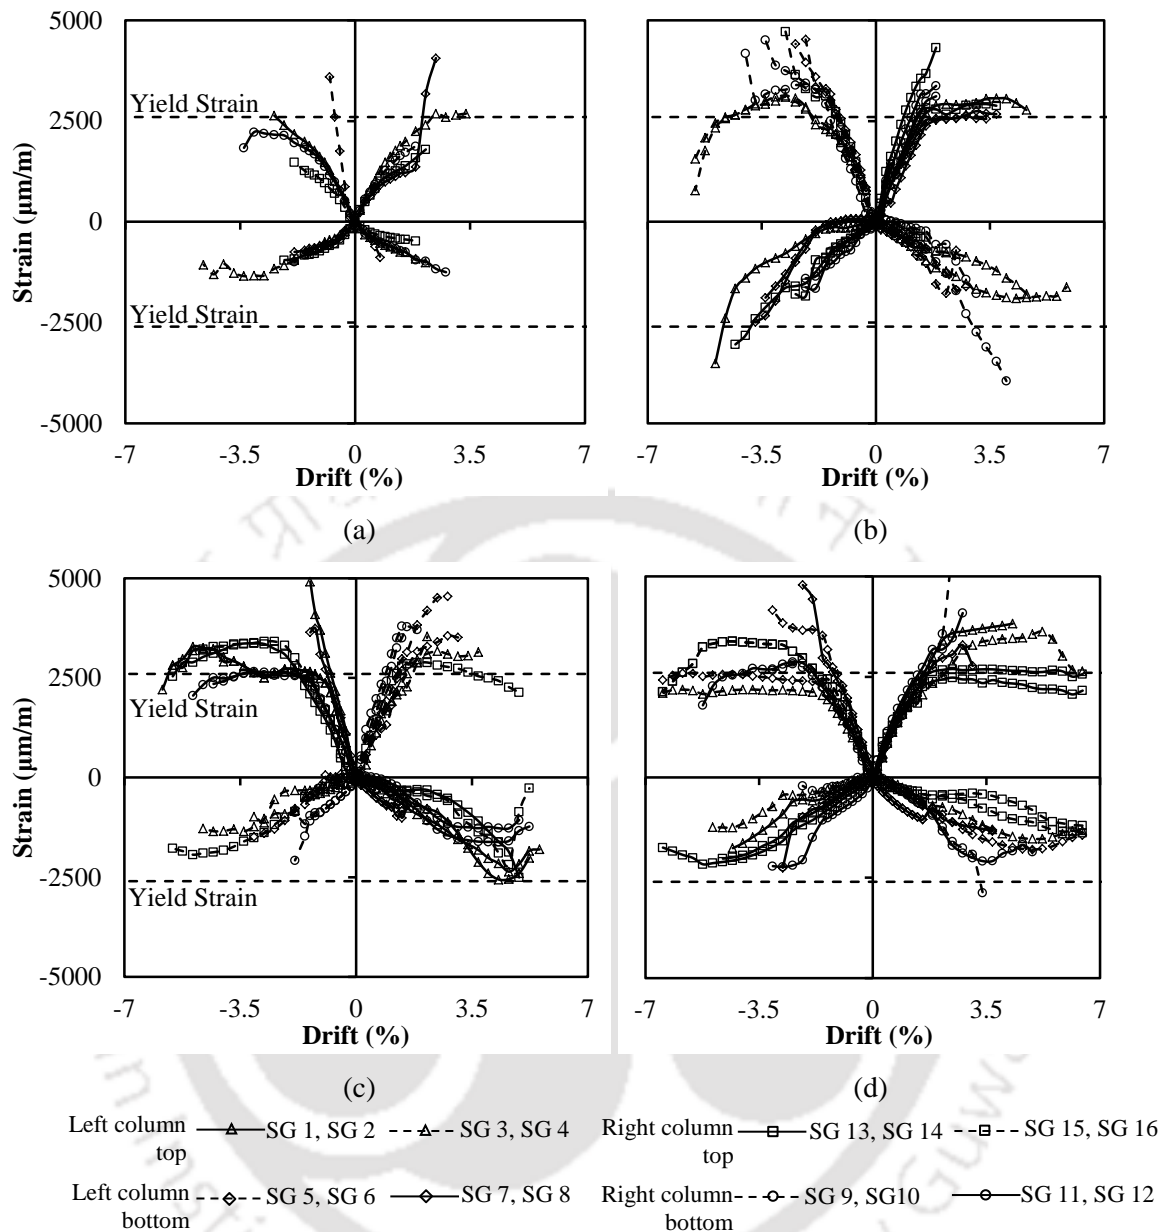 5000
2500
0
-2500
-5000
Strain (µm/m)
Yield Strain
Yield Strain
-7 -3.5 0 3.5 7
-7 -3.5 0 3.5 7
Drift (%)
Drift (%)
(a)
(b)
5000
2500
0
-2500
-5000
Strain (µm/m)
Yield Strain
Yield Strain
-7 -3.5 0 3.5 7
-7 -3.5 0 3.5 7
Drift (%)
Drift (%)
(c)
(d)
Left column top
SG 1, SG 2
SG 3, SG 4
Right column top
SG 13, SG 14
SG 15, SG 16
Left column bottom
SG 5, SG 6
SG 7, SG 8
Right column bottom
SG 9, SG10
SG 11, SG 12